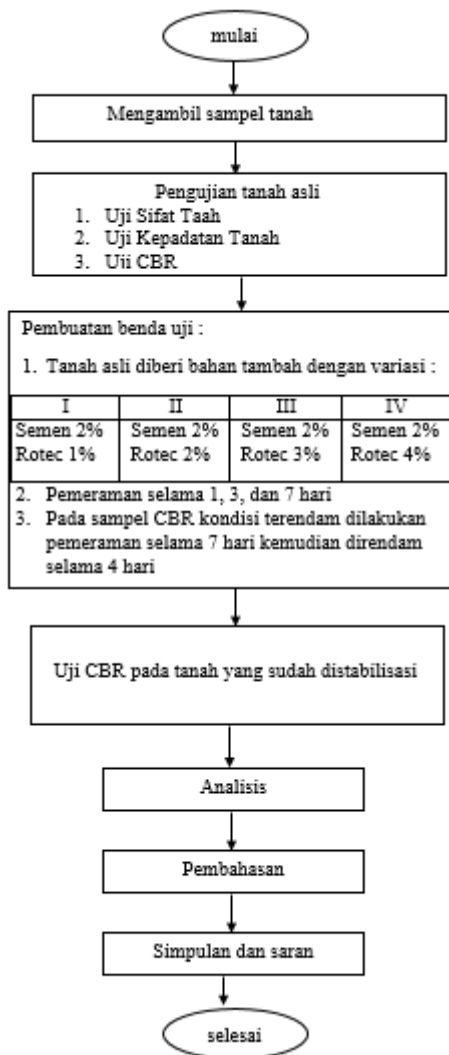 mulai
Mengambil sampel tanah
Pengujian tanah asli
1. Uji Sifat Taah
2. Uji Kepadatan Tanah
3. Uii CBR
Pembuatan benda uji :
1. Tanah asli diberi bahan tambah dengan variasi :
I II III IV
Semen 2% Semen 2% Semen 2% Semen 2%
Rotec 1% Rotec 2% Rotec 3% Rotec 4%
2. Pemeraman selama 1, 3, dan 7 hari
3. Pada sampel CBR kondisi terendam dilakukan
pemeraman selama 7 hari kemudian direndam
selama 4 hari
Uji CBR pada tanah yang sudah distabilisasi
Analisis
Pembahasan
Simpulan dan saran
selesai